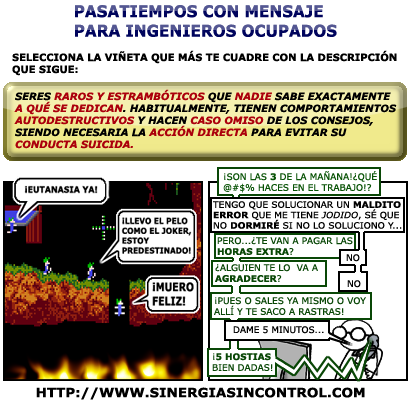 PASATIEMPOS CON MENSAJE
PARA INGENIEROS OCUPADOS
SELECCIONA LA VIÑETA QUE MÁS TE CUADRE CON LA DESCRIPCIÓN
QUE SIGUE:
SERES RAROS Y ESTRAMBÓTICOS QUE NADIE SABE EXACTAMENTE
A QUÉ SE DEDICAN. HABITUALMENTE, TIENEN COMPORTAMIENTOS
AUTODESTRUCTIVOS Y HACEN CASO OMISO DE LOS CONSEJOS,
SIENDO NECESARIA LA ACCIÓN DIRECTA PARA EVITAR SU
CONDUCTA SUICIDA.
¡EUTANASIA YA!
¡LLEVO EL PELO
COMO EL JOKER,
ESTOY
PREDESTINADO!
¡MUERO
FELIZ!
¡SON LAS 3 DE LA MAÑANA!¿QUÉ
@#$% HACES EN EL TRABAJO!?
TENGO QUE SOLUCIONAR UN MALDITO
ERROR QUE ME TIENE JODIDO, SÉ QUE
NO DORMIRÉ SI NO LO SOLUCIONO Y...
PERO...¿TE VAN A PAGAR LAS
HORAS EXTRA?
NO
¿ALGUIEN TE LO VA A
AGRADECER?
NO
¡PUES O SALES YA MISMO O VOY
ALLÍ Y TE SACO A RASTRAS!
DAME 5 MINUTOS...
¡5 HOSTIAS
BIEN DADAS!
HTTP://WWW.SINERGIASINCONTROL.COM